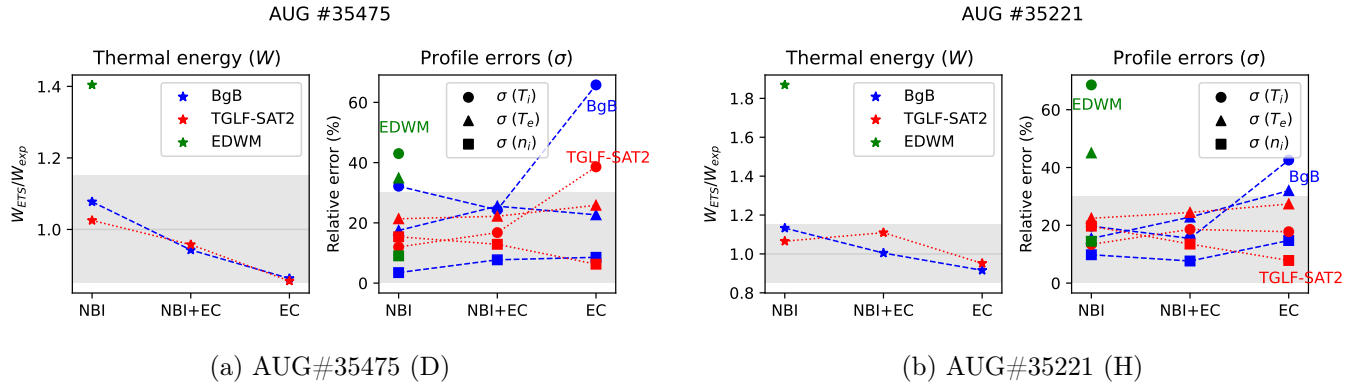 AUG #35475
Thermal energy (W)
Profile errors (σ)
W_ETS/W_exp
1.4
1.2
1.0
BgB
TGLF-SAT2
EDWM
NBI
NBI+EC
EC
Relative error (%)
60
40
20
0
σ (T_i)
σ (T_e)
σ (n_i)
EDWM
BgB
TGLF-SAT2
NBI
NBI+EC
EC
(a) AUG#35475 (D)
AUG #35221
Thermal energy (W)
Profile errors (σ)
W_ETS/W_exp
1.8
1.6
1.4
1.2
1.0
0.8
BgB
TGLF-SAT2
EDWM
NBI
NBI+EC
EC
Relative error (%)
80
60
40
20
0
σ (T_i)
σ (T_e)
σ (n_i)
EDWM
BgB
TGLF-SAT2
NBI
NBI+EC
EC
(b) AUG#35221 (H)